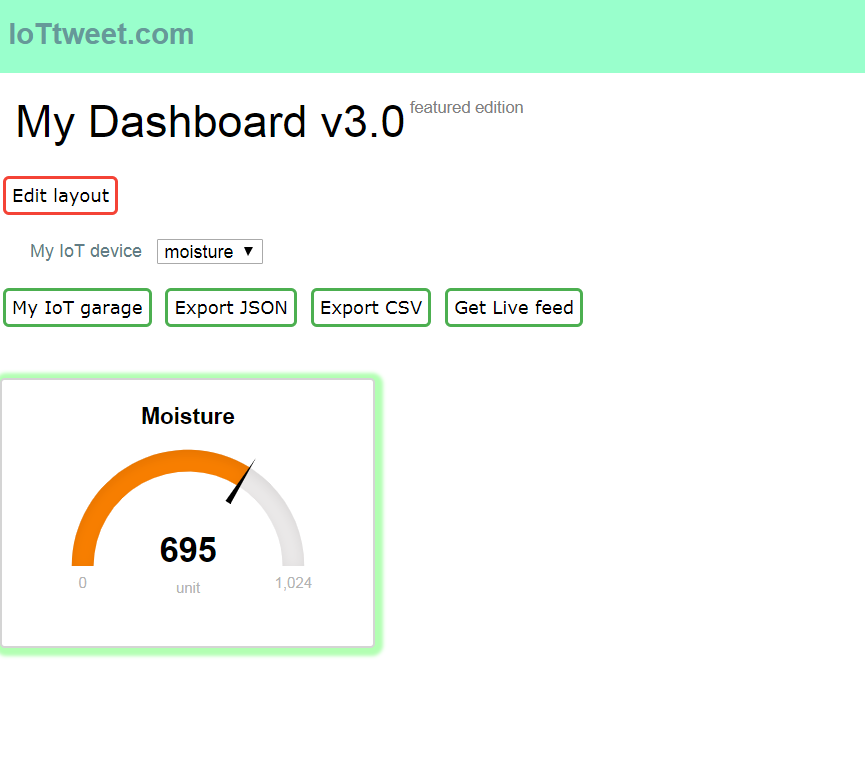 IoTtweet.com
My Dashboard v3.0 featured edition
Edit layout
My IoT device moisture
My IoT garage Export JSON Export CSV Get Live feed
Moisture
695
0 unit 1,024